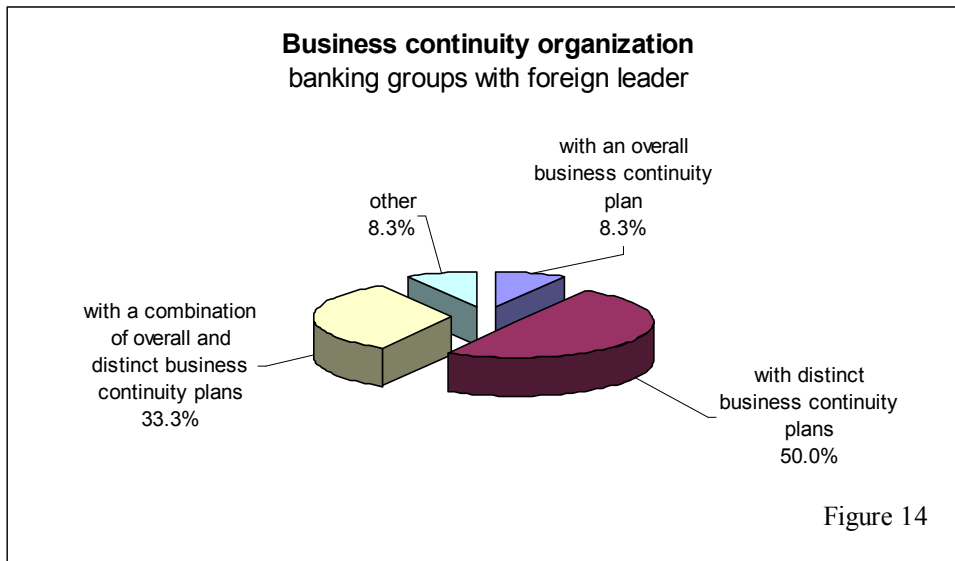 Business continuity organization
banking groups with foreign leader
with an overall
business continuity
plan
8.3%
other
8.3%
with a combination
of overall and
distinct business
continuity plans
33.3%
with distinct
business continuity
plans
50.0%
Figure 14